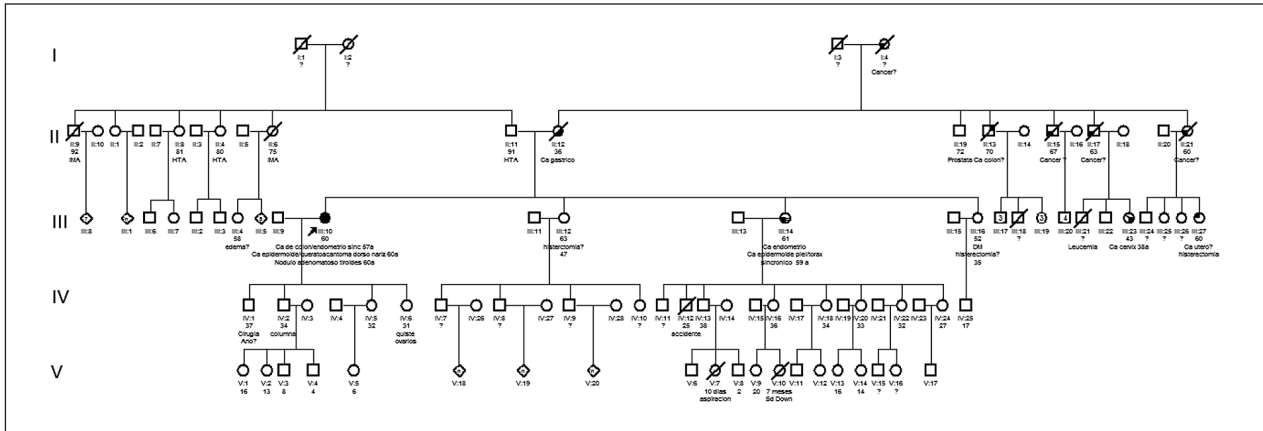 I
I:1 I:2 I:3 I:4
? ? ? ?
Cancer?
II
II:9 II:10 II:1 II:2 II:7 II:8 II:3 II:4 II:5 II:6 II:11 II:12 II:19 II:13 II:14 II:15 II:16 II:17 II:18 II:20 II:21
92 81 80 75 91 36 72 70 67 63 60
IMA HTA HTA IMA HTA Ca gastrico Prostata Ca colon? Cancer ? Cancer? Cancer?
III
III:8 III:1 III:6 III:7 III:2 III:3 III:4 III:5 III:9 III:10 III:11 III:12 III:13 III:14 III:15 III:16 III:17 III:18 III:19 III:20 III:21 III:22 III:23 III:24 III:25 III:26 III:27
3 3 4
58 60 63 61 52 ? ? 43 ? ? ? 60
edema? Ca de colon/endometrio sinc 57a histerctomia? Ca endometrio DM Leucemia Ca cervix 38a Ca utero?
Ca epidermoide/queratoacantoma dorso nariz 60a 47 Ca epidermoide piel/torax histerectomia? histerectomia
Nodulo adenomatoso tiroides 60a sincronico 59 a 35
IV
IV:1 IV:2 IV:3 IV:4 IV:5 IV:6 IV:7 IV:26 IV:8 IV:27 IV:9 IV:28 IV:10 IV:11 IV:12 IV:13 IV:14 IV:15 IV:16 IV:17 IV:18 IV:19 IV:20 IV:21 IV:22 IV:23 IV:24 IV:25
37 34 32 31 ? ? ? ? ? 25 38 36 34 33 32 27 17
Cirugia columna quiste accidente
Ano? ovarios
V
V:1 V:2 V:3 V:4 V:5 V:18 V:19 V:20 V:6 V:7 V:8 V:9 V:10 V:11 V:12 V:13 V:14 V:15 V:16 V:17
16 13 8 4 6 10 dias 2 20 7 meses 16 14 ? ?
aspiracion Sd Down